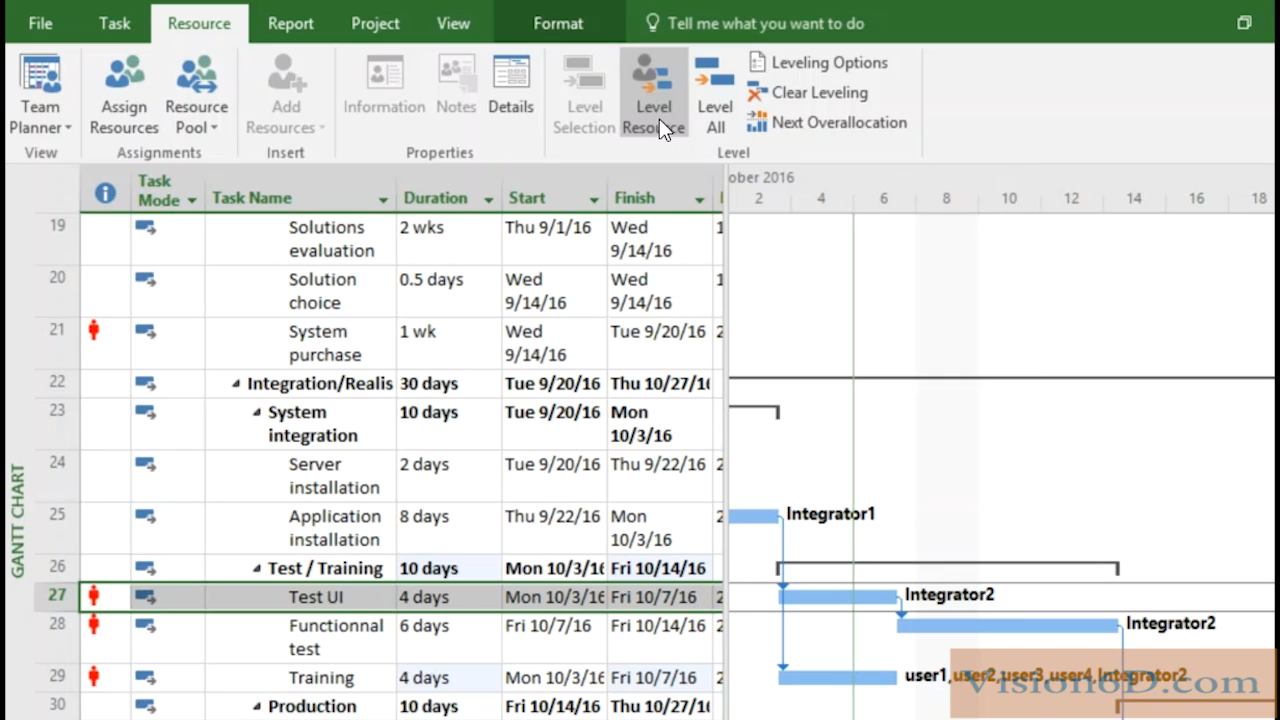 File Task Resource Report Project View Format Tell me what you want to do
Team Planner
Assign Resources
Resource Pool
Add Resources
Information
Notes
Details
Level Selection
Level Resource
Level All
Leveling Options
Clear Leveling
Next Overallocation
View Assignments Insert Properties Level
Task Mode Task Name Duration Start Finish
ober 2016
2 4 6 8 10 12 14 16 18
GANTT CHART
19 Solutions evaluation 2 wks Thu 9/1/16 Wed 9/14/16 1
20 Solution choice 0.5 days Wed 9/14/16 Wed 9/14/16 1
21 System purchase 1 wk Wed 9/14/16 Tue 9/20/16 2
22 Integration/Realis 30 days Tue 9/20/16 Thu 10/27/1
23 System integration 10 days Tue 9/20/16 Mon 10/3/16
24 Server installation 2 days Tue 9/20/16 Thu 9/22/16 2
25 Application installation 8 days Thu 9/22/16 Mon 10/3/16 2 Integrator1
26 Test / Training 10 days Mon 10/3/16 Fri 10/14/16
27 Test UI 4 days Mon 10/3/16 Fri 10/7/16 2 Integrator2
28 Functionnal test 6 days Fri 10/7/16 Fri 10/14/16 2 Integrator2
29 Training 4 days Mon 10/3/16 Fri 10/7/16 2 user1,user2,user3,user4,Integrator2
30 Production 10 days Fri 10/14/16 Thu 10/27/1
Vision6D.com